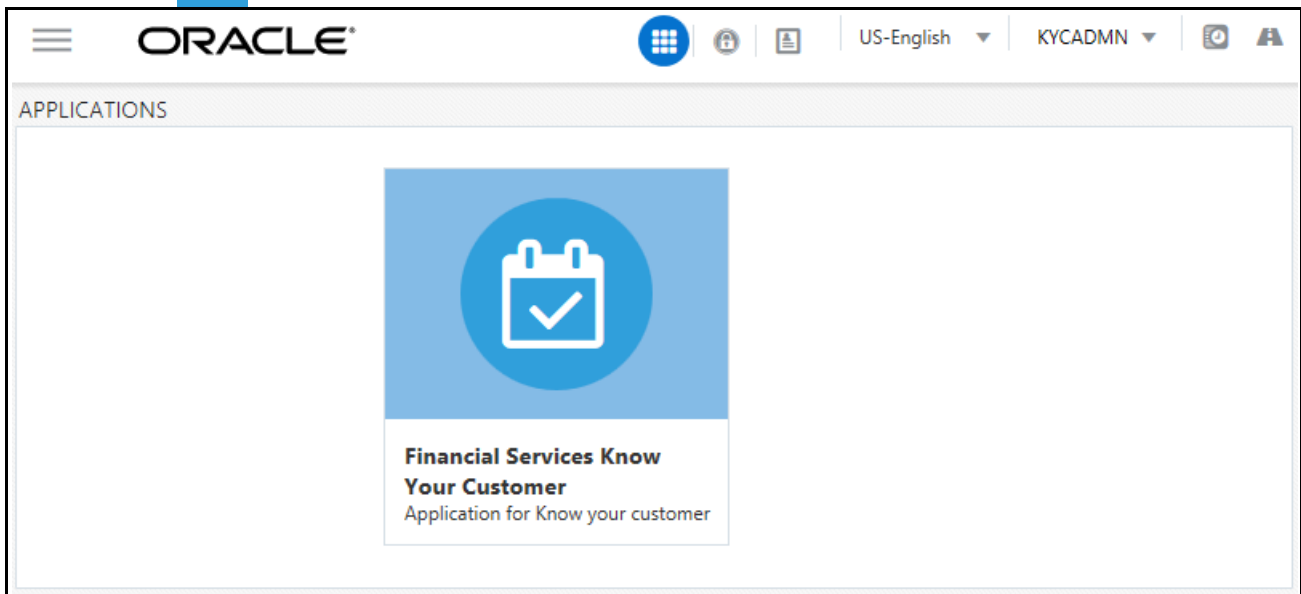 ORACLE®
US-English
KYCADMN
APPLICATIONS
Financial Services Know
Your Customer
Application for Know your customer